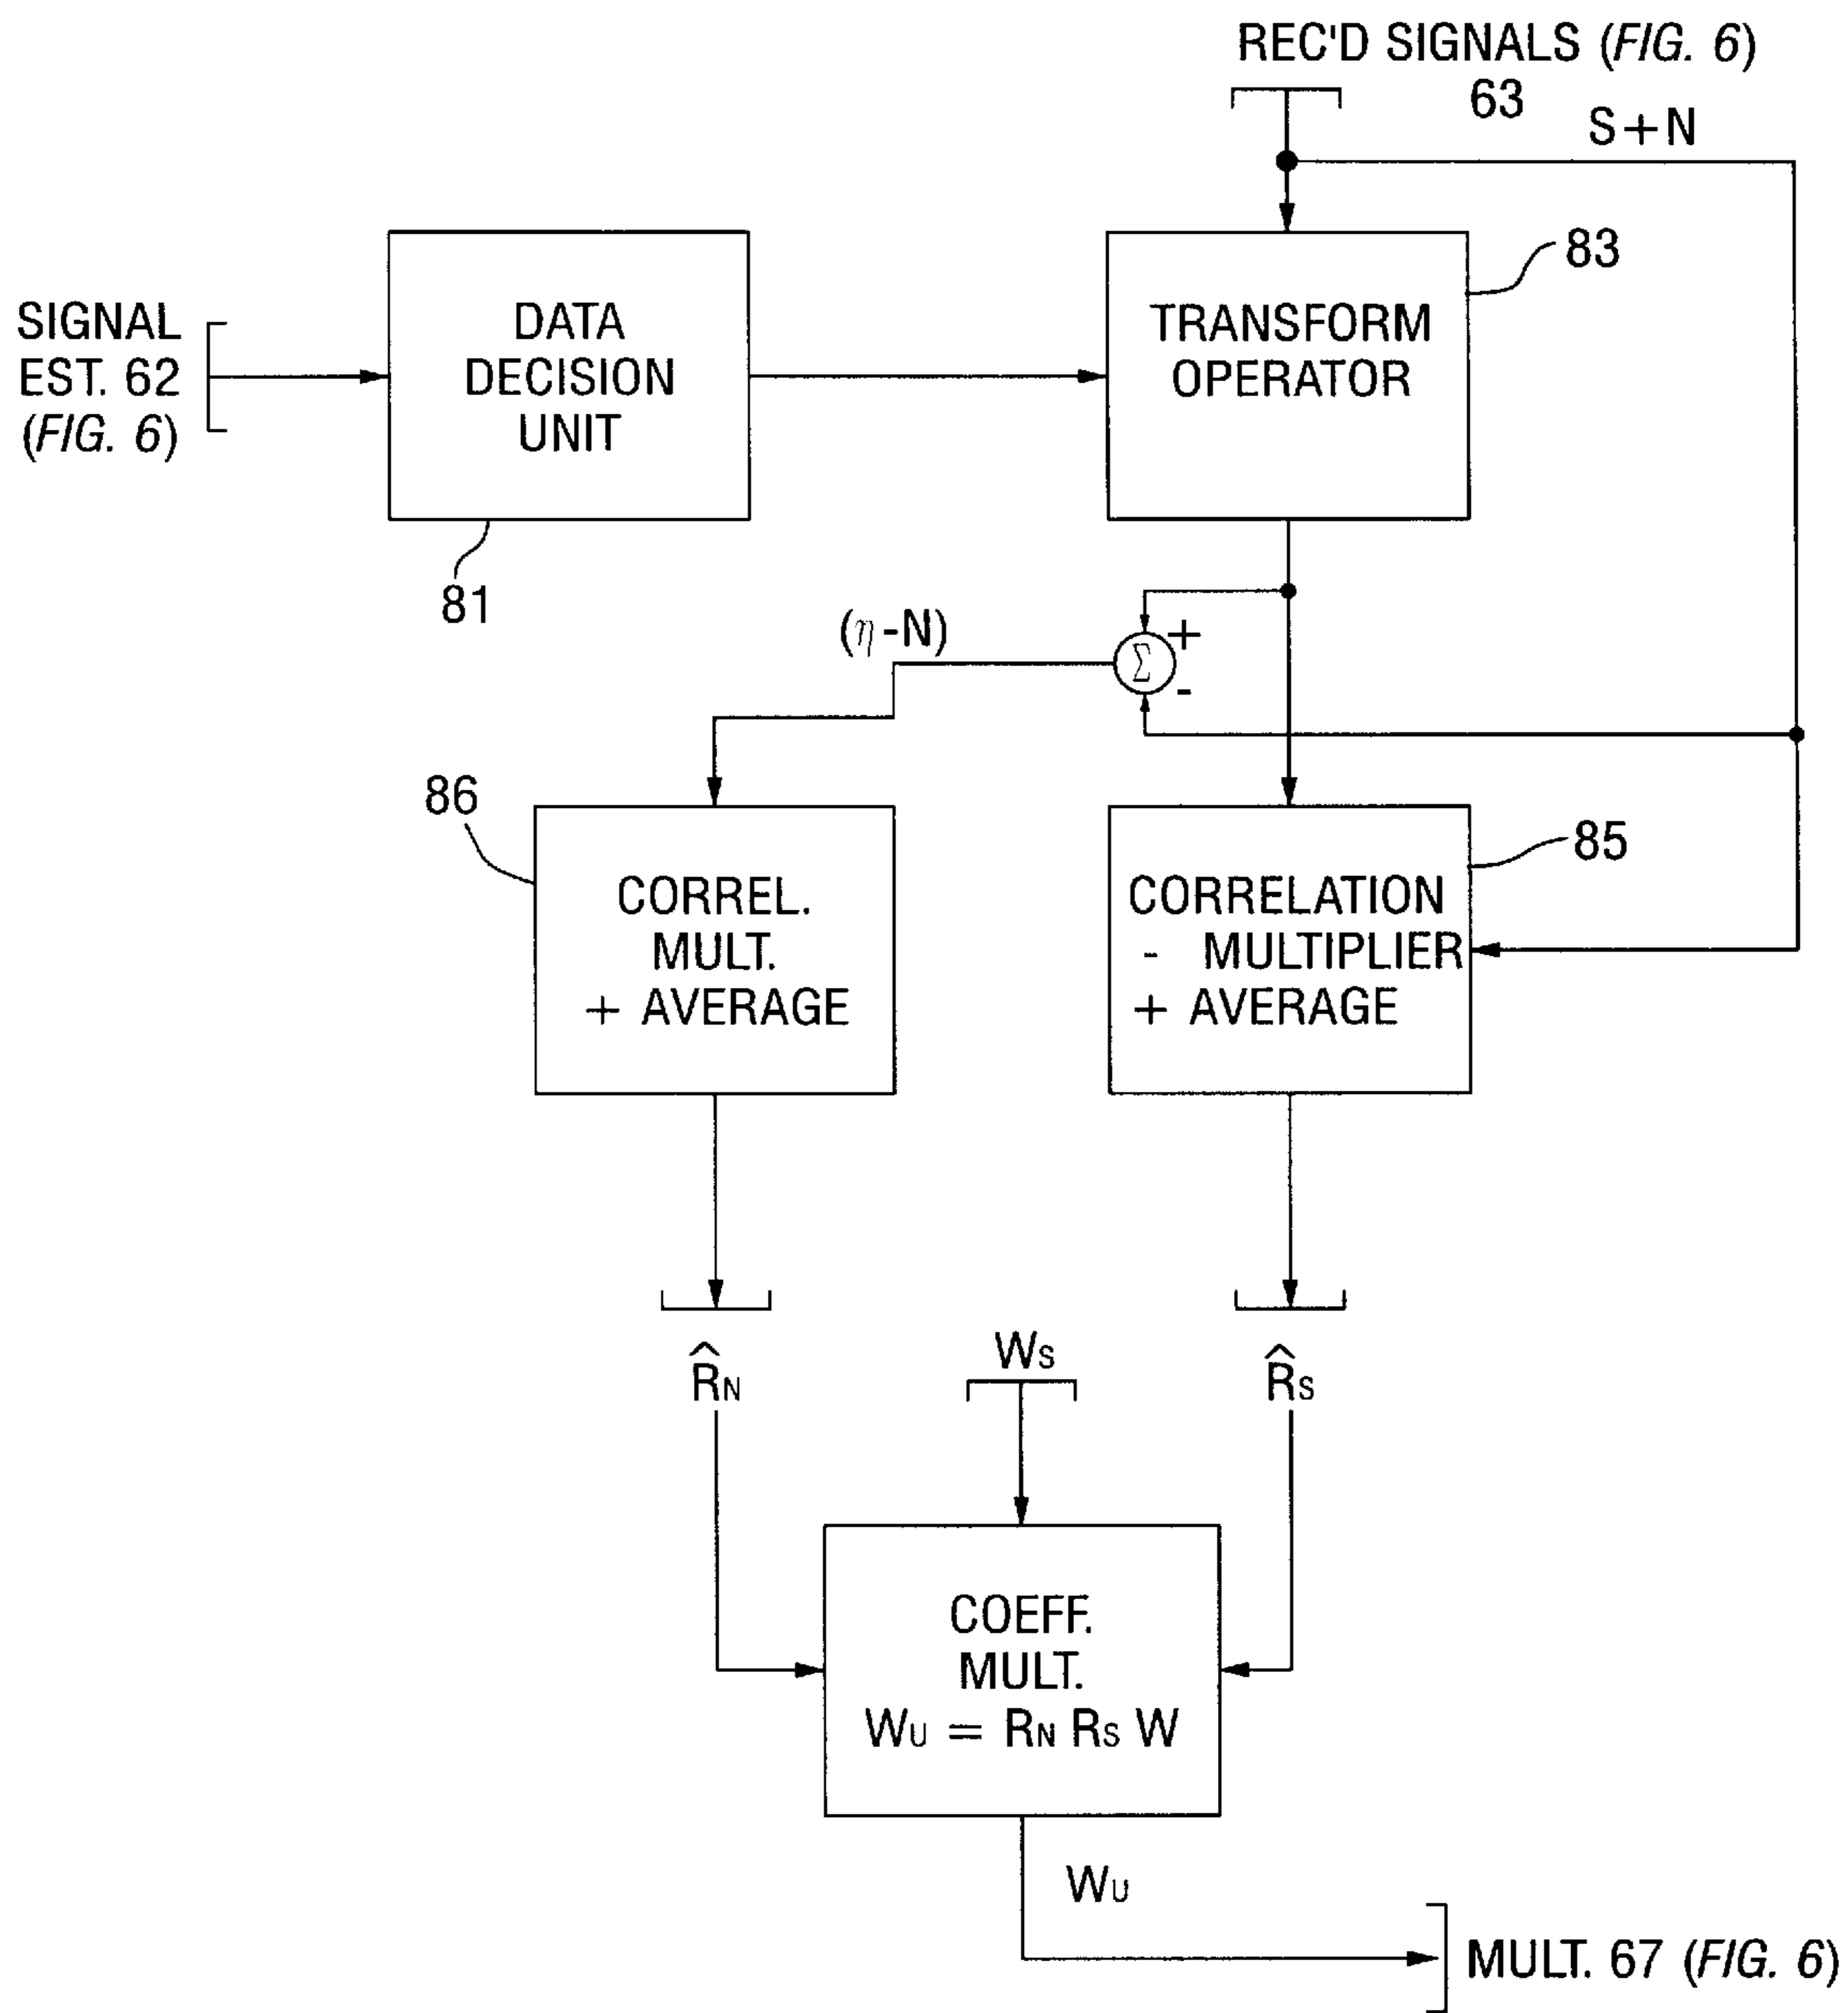 REC'D SIGNALS (FIG. 6)
63
S+N
83
SIGNAL
EST. 62
(FIG. 6)
DATA
DECISION
UNIT
TRANSFORM
OPERATOR
81
(η-N)
Σ
+
-
86
85
CORREL.
MULT.
+ AVERAGE
CORRELATION
- MULTIPLIER
+ AVERAGE
R̂N
WS
R̂S
COEFF.
MULT.
WU = RN RS W
WU
MULT. 67 (FIG. 6)